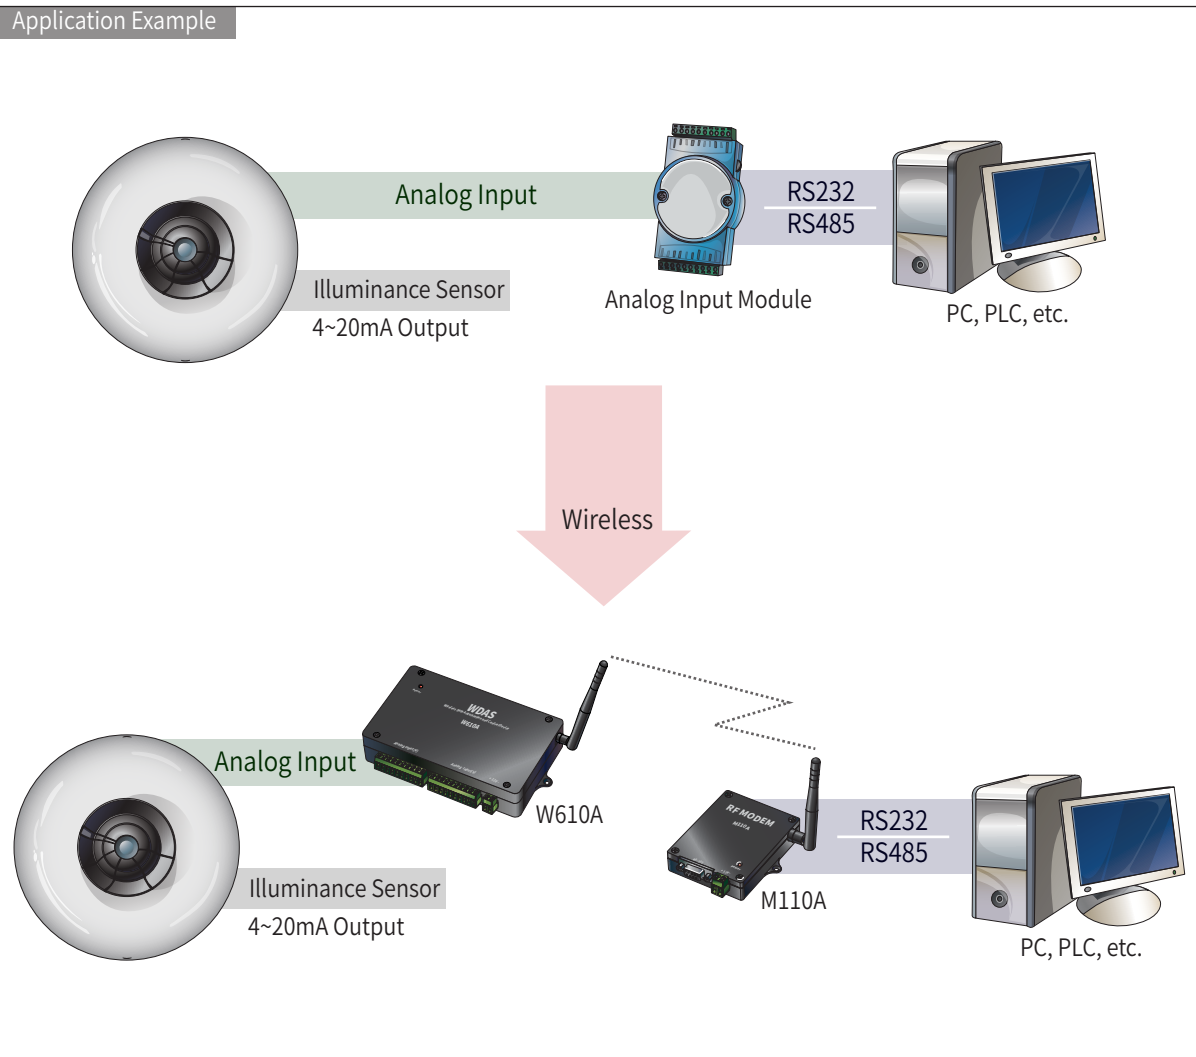 Application Example
Analog Input
RS232
RS485
Illuminance Sensor
4~20mA Output
Analog Input Module
PC, PLC, etc.
Wireless
WDAS
W610A
Analog Input
W610A
RF MODEM
M110A
RS232
RS485
Illuminance Sensor
4~20mA Output
M110A
PC, PLC, etc.